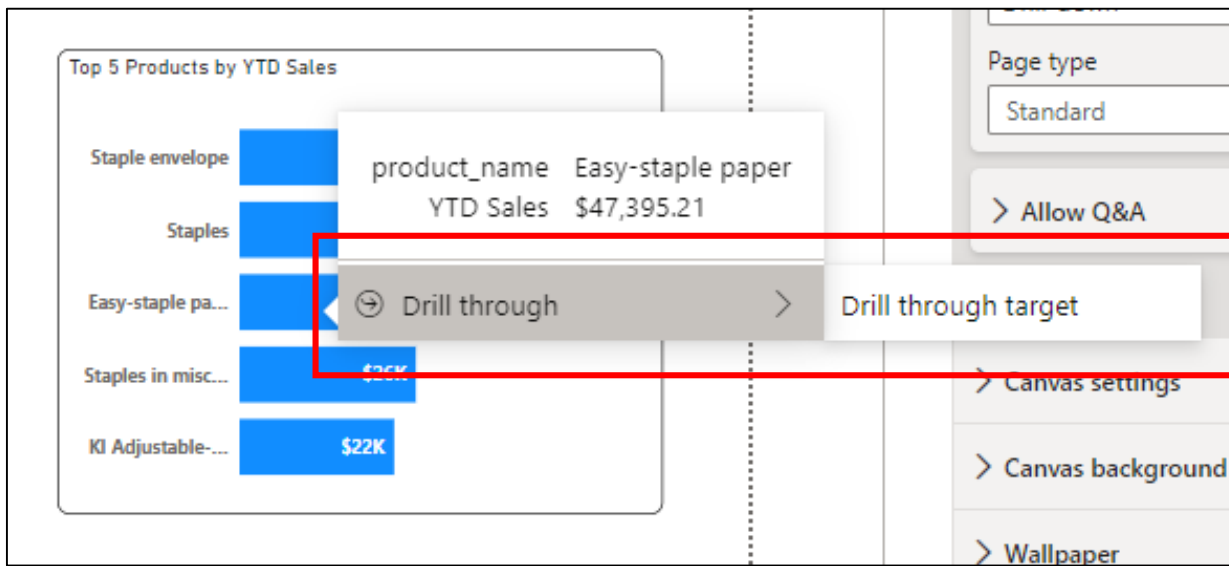 Top 5 Products by YTD Sales
Staple envelope
Staples
Easy-staple pa...
Staples in misc...
$26K
KI Adjustable-...
$22K
product_name Easy-staple paper
YTD Sales $47,395.21
Drill through
Drill through target
Page type
Standard
Allow Q&A
Canvas settings
Canvas background
Wallpaper